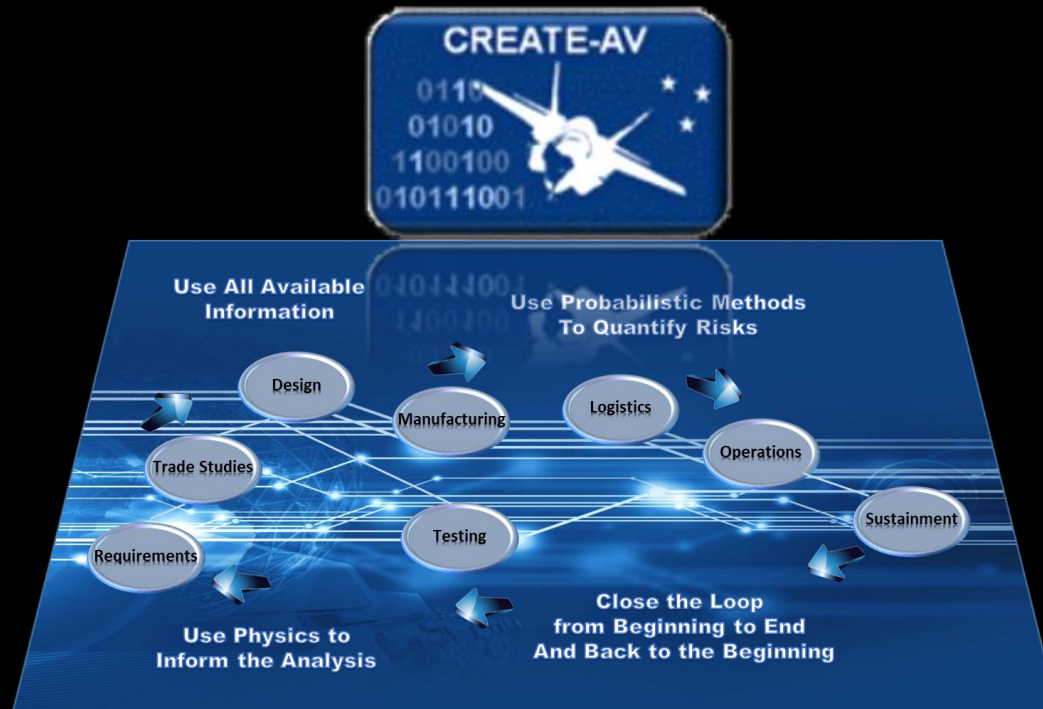 CREATE-AV
0110
01010
1100100
010111001
Use All Available
Information
Use Probabilistic Methods
To Quantify Risks
Design
Manufacturing
Logistics
Operations
Trade Studies
Sustainment
Testing
Requirements
Close the Loop
from Beginning to End
And Back to the Beginning
Use Physics to
Inform the Analysis